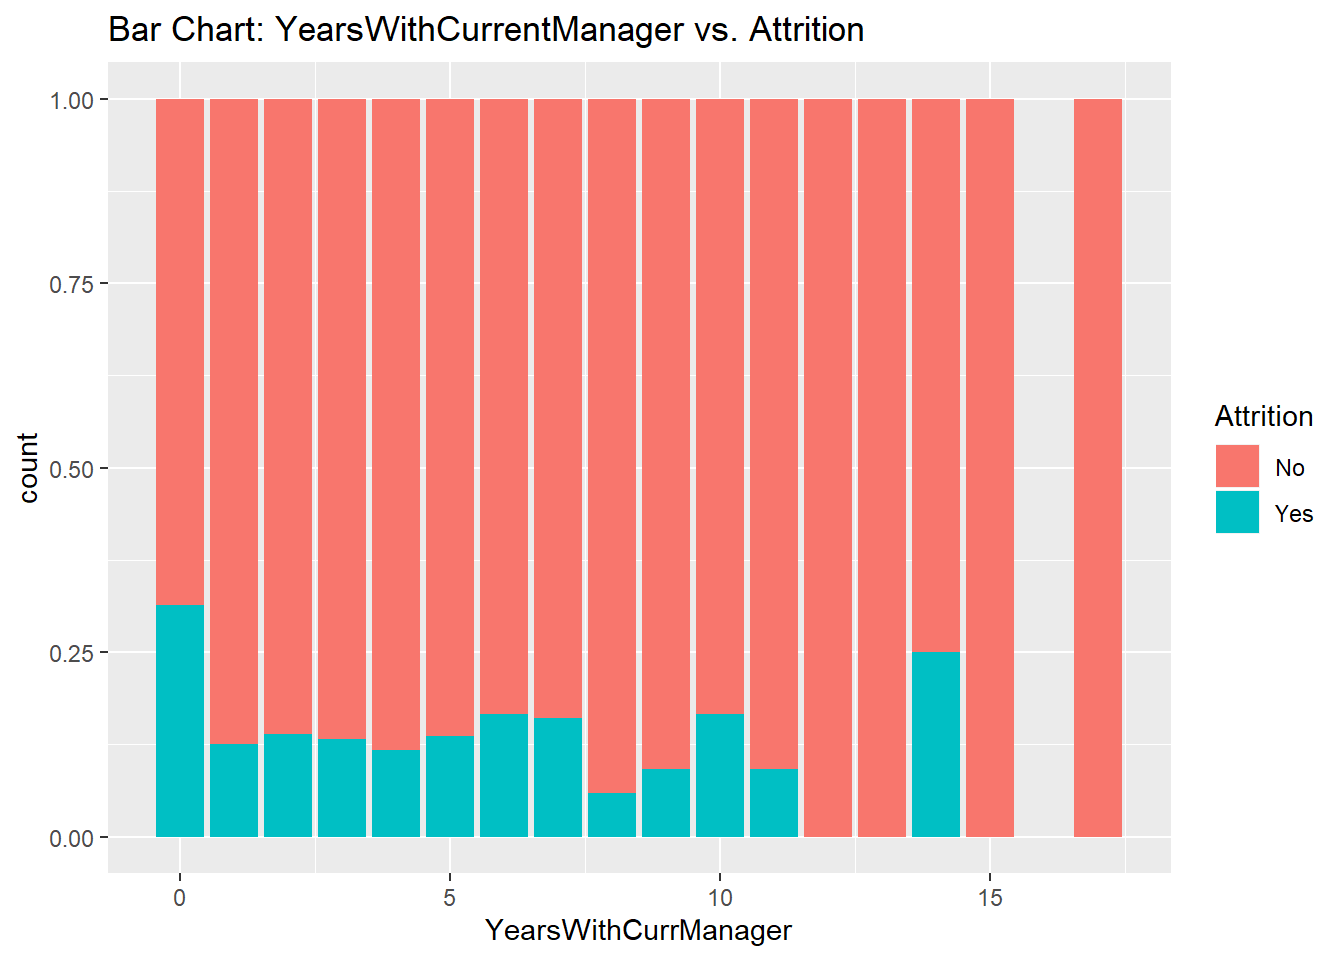 Bar Chart: YearsWithCurrentManager vs. Attrition
1.00
0.75
0.50
0.25
0.00
count
0 5 10 15
YearsWithCurrManager
Attrition
No
Yes